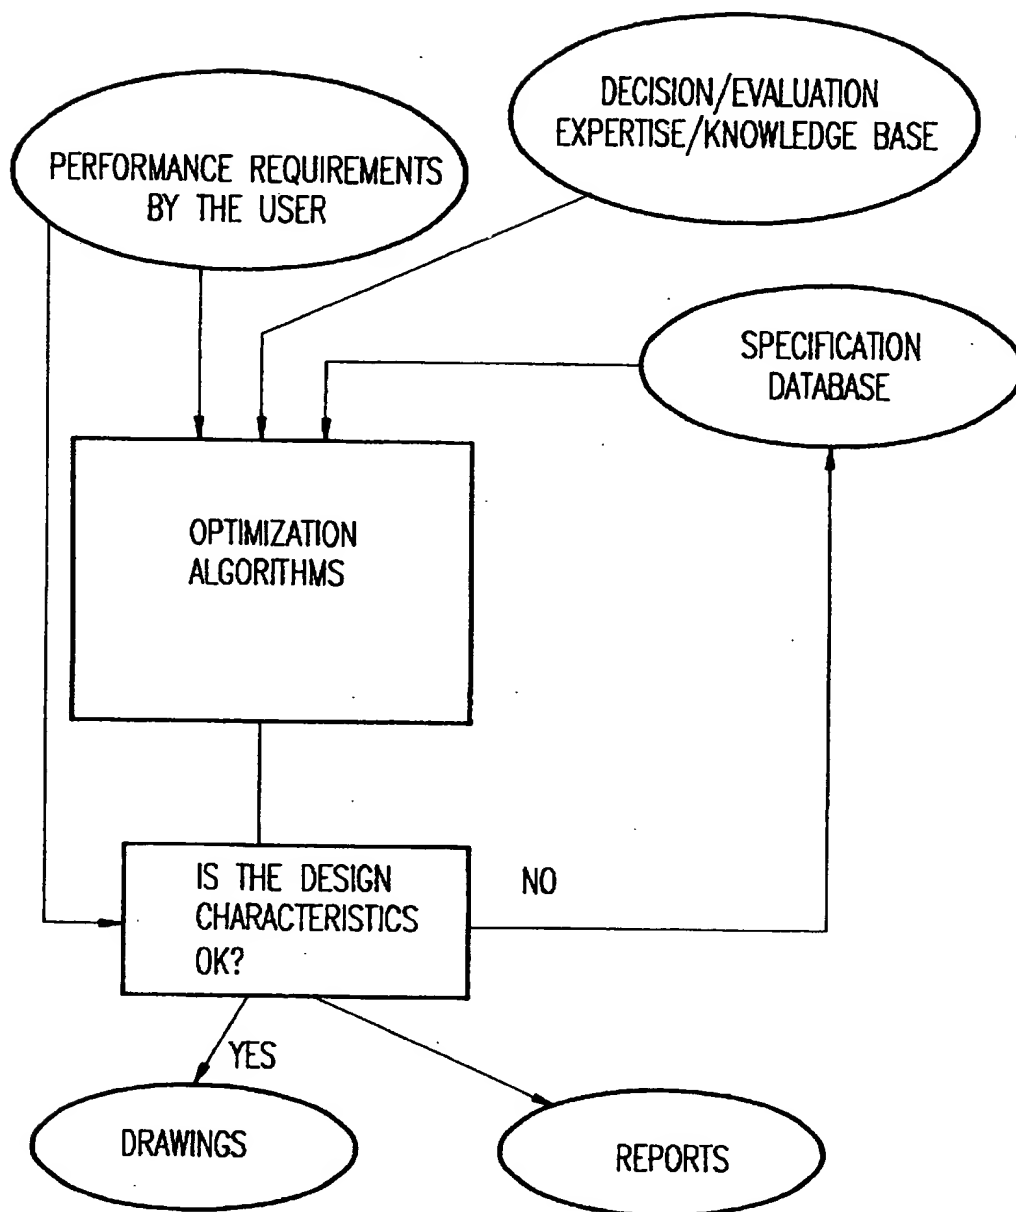 DECISION/EVALUATION
EXPERTISE/KNOWLEDGE BASE
PERFORMANCE REQUIREMENTS
BY THE USER
SPECIFICATION
DATABASE
OPTIMIZATION
ALGORITHMS
IS THE DESIGN
CHARACTERISTICS
OK?
NO
YES
DRAWINGS
REPORTS